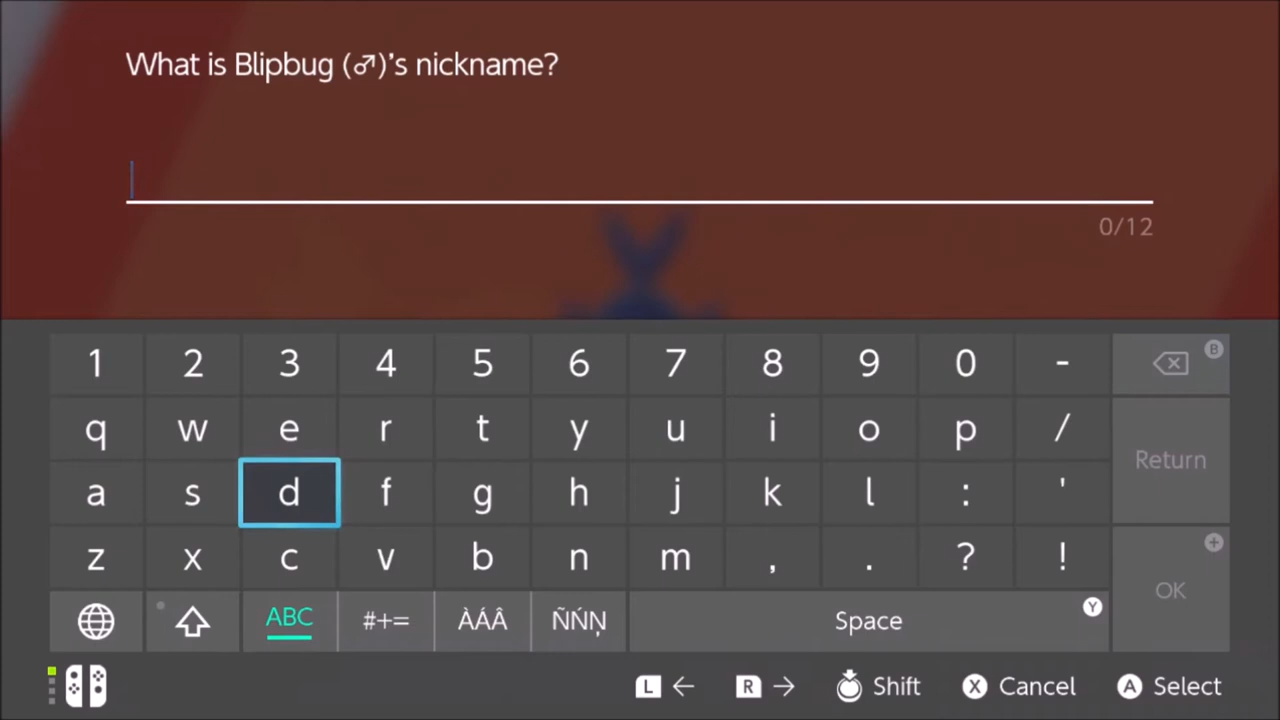 What is Blipbug (♂)'s nickname?
0/12
1 2 3 4 5 6 7 8 9 0 - B
q w e r t y u i o p /
Return
a s d f g h j k l : '
z x c v b n m , . ? ! +
OK
ABC #+= ÀÁÂ ÑŃŅ Space Y
L ← R → Shift X Cancel A Select